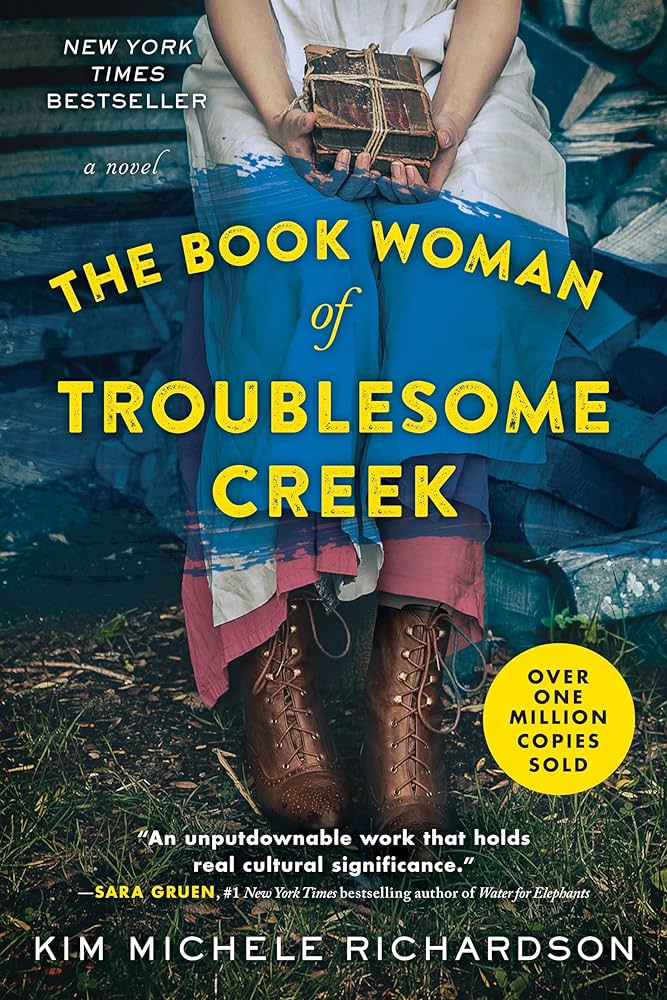 NEW YORK
TIMES
BESTSELLER
a novel
THE BOOK WOMAN
of
TROUBLESOME
CREEK
OVER
ONE
MILLION
COPIES
SOLD
“An unputdownable work that holds
real cultural significance.”
—SARA GRUEN, #1 New York Times bestselling author of Water for Elephants
KIM MICHELE RICHARDSON